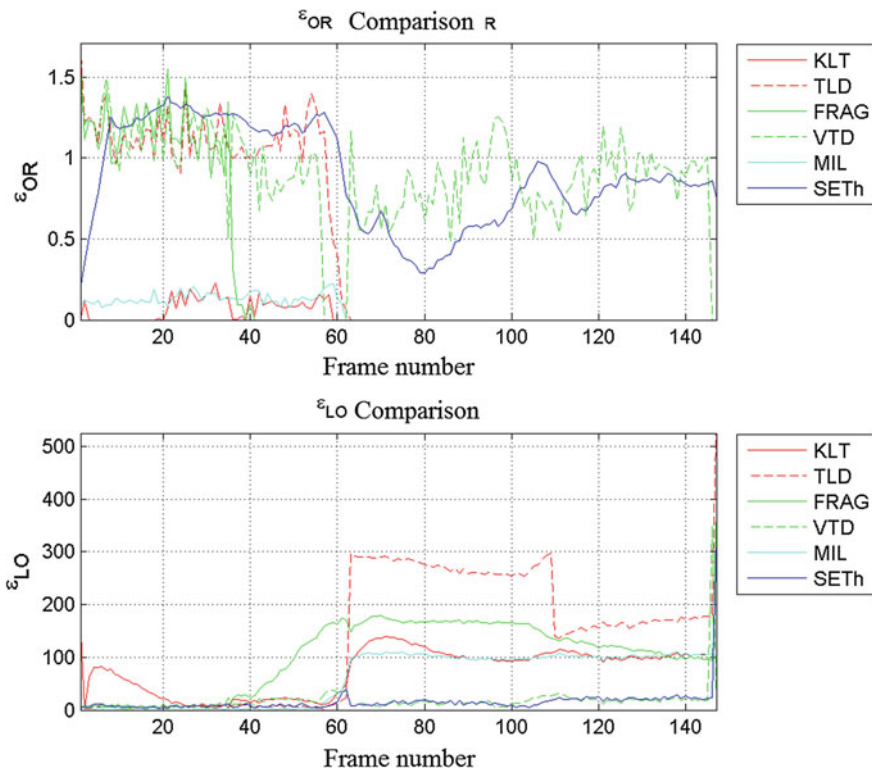 εOR Comparison R
1.5
1
0.5
0
εOR
20 40 60 80 100 120 140
Frame number
KLT
TLD
FRAG
VTD
MIL
SETh
εLO Comparison
500
400
300
200
100
0
εLO
20 40 60 80 100 120 140
Frame number
KLT
TLD
FRAG
VTD
MIL
SETh